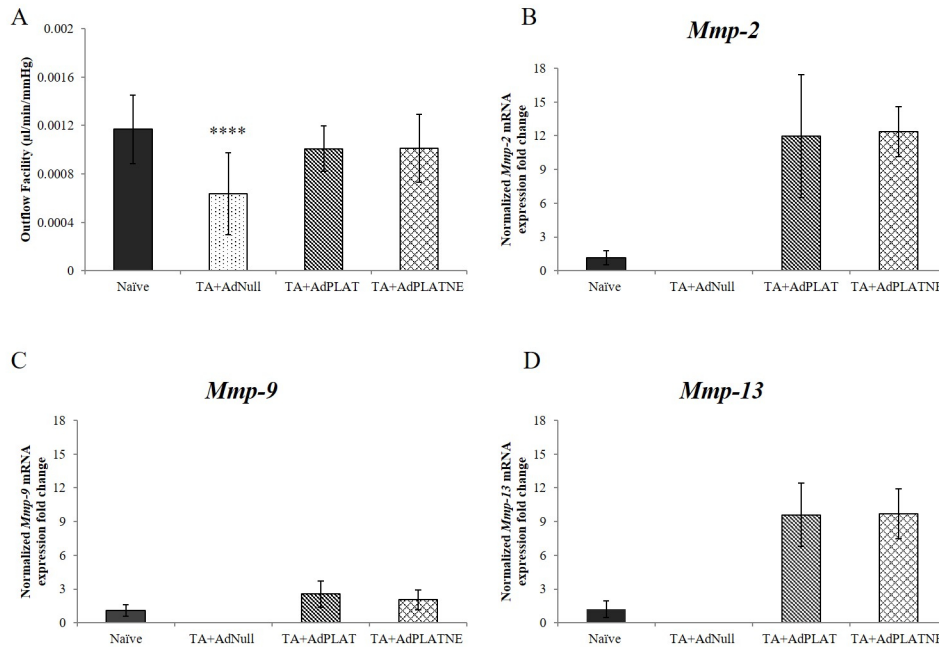 A
Outflow Facility (µl/min/mmHg)
0.002
0.0016
0.0012
0.0008
0.0004
0
****
Naïve TA+AdNull TA+AdPLAT TA+AdPLATNE
B
Mmp-2
Normalized Mmp-2 mRNA
expression fold change
18
15
12
9
6
3
0
Naïve TA+AdNull TA+AdPLAT TA+AdPLATNE
C
Mmp-9
Normalized Mmp-9 mRNA
expression fold change
18
15
12
9
6
3
0
Naïve TA+AdNull TA+AdPLAT TA+AdPLATNE
D
Mmp-13
Normalized Mmp-13 mRNA
expression fold change
18
15
12
9
6
3
0
Naïve TA+AdNull TA+AdPLAT TA+AdPLATNE